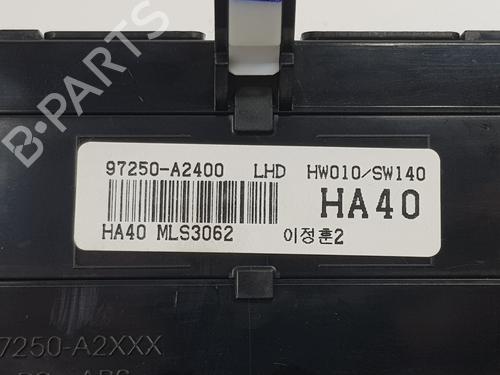 B-PARTS
97250-A2400 LHD HW010/SW140
HA40
HA40 MLS3062 이정훈2
97250-A2XXX